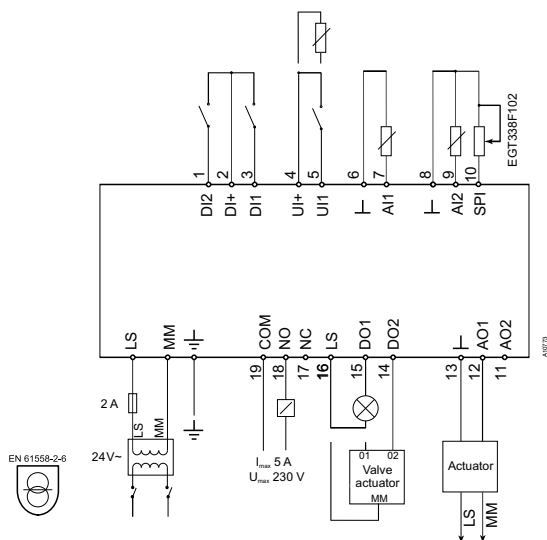 EGT338F102
1
2
3
4
5
6
7
8
9
10
DI2
DI+
DI1
UI+
UI1
AI1
AI2
SPI
LS
MM
COM
NO
NC
LS
DO1
DO2
AO1
AO2
19
18
17
16
15
14
13
12
11
A10773
2 A
LS
MM
24V~
EN 61558-2-6
Imax 5 A
Umax 230 V
01 02
Valve
actuator
MM
Actuator
LS
MM